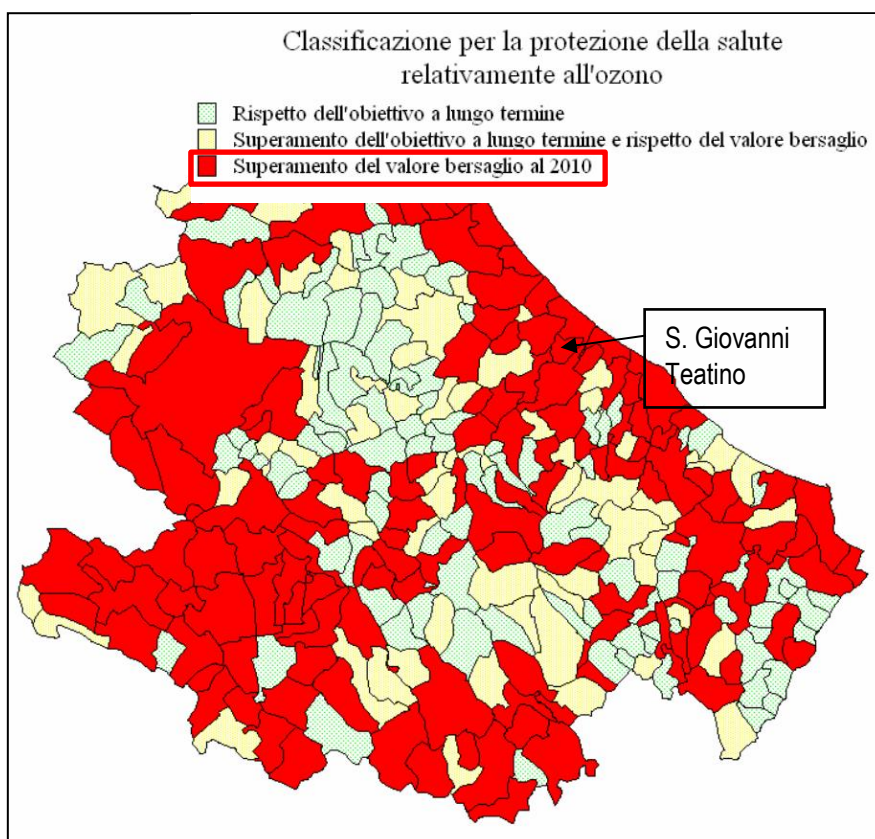 Classificazione per la protezione della salute
relativamente all'ozono
Rispetto dell'obiettivo a lungo termine
Superamento dell'obiettivo a lungo termine e rispetto del valore bersaglio
Superamento del valore bersaglio al 2010
S. Giovanni
Teatino